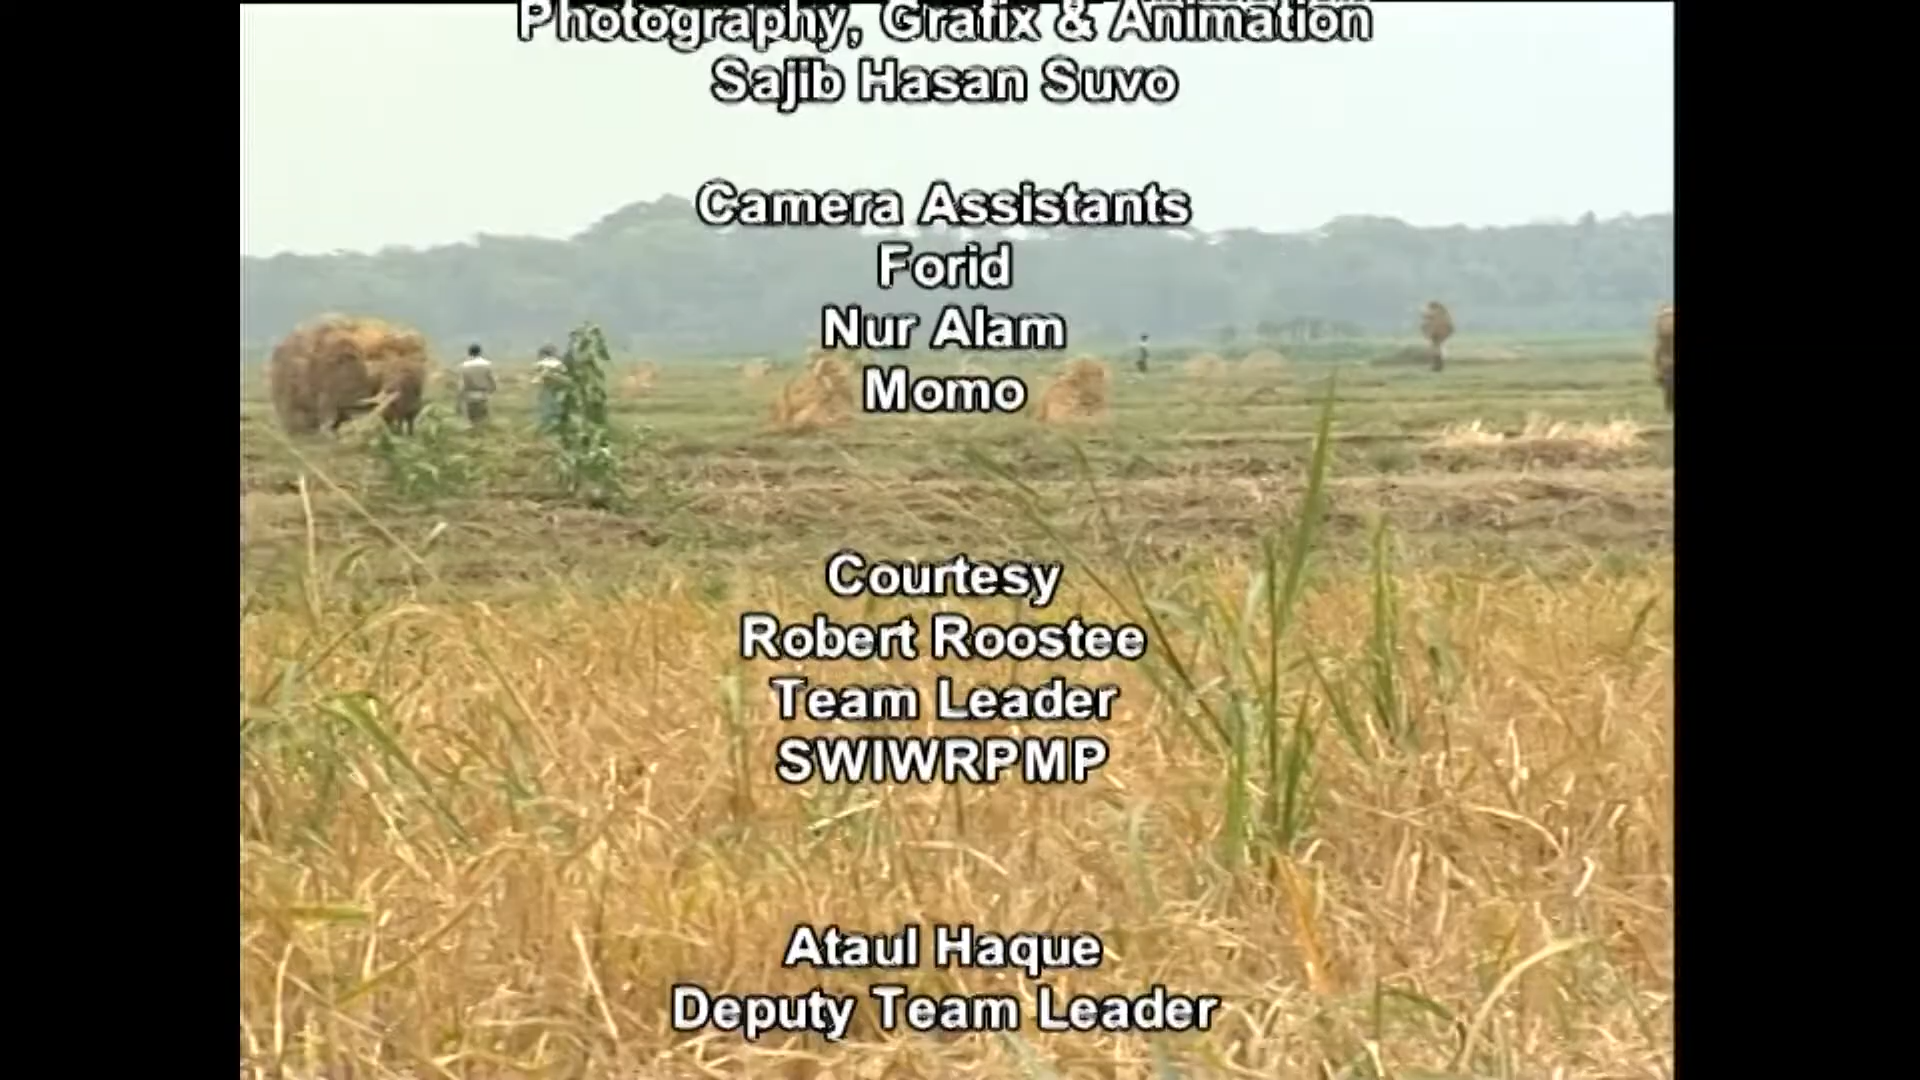 Photography, Grafix & Animation
Sajib Hasan Suvo
Camera Assistants
Forid
Nur Alam
Momo
Courtesy
Robert Roostee
Team Leader
SWIWRPMP
Ataul Haque
Deputy Team Leader